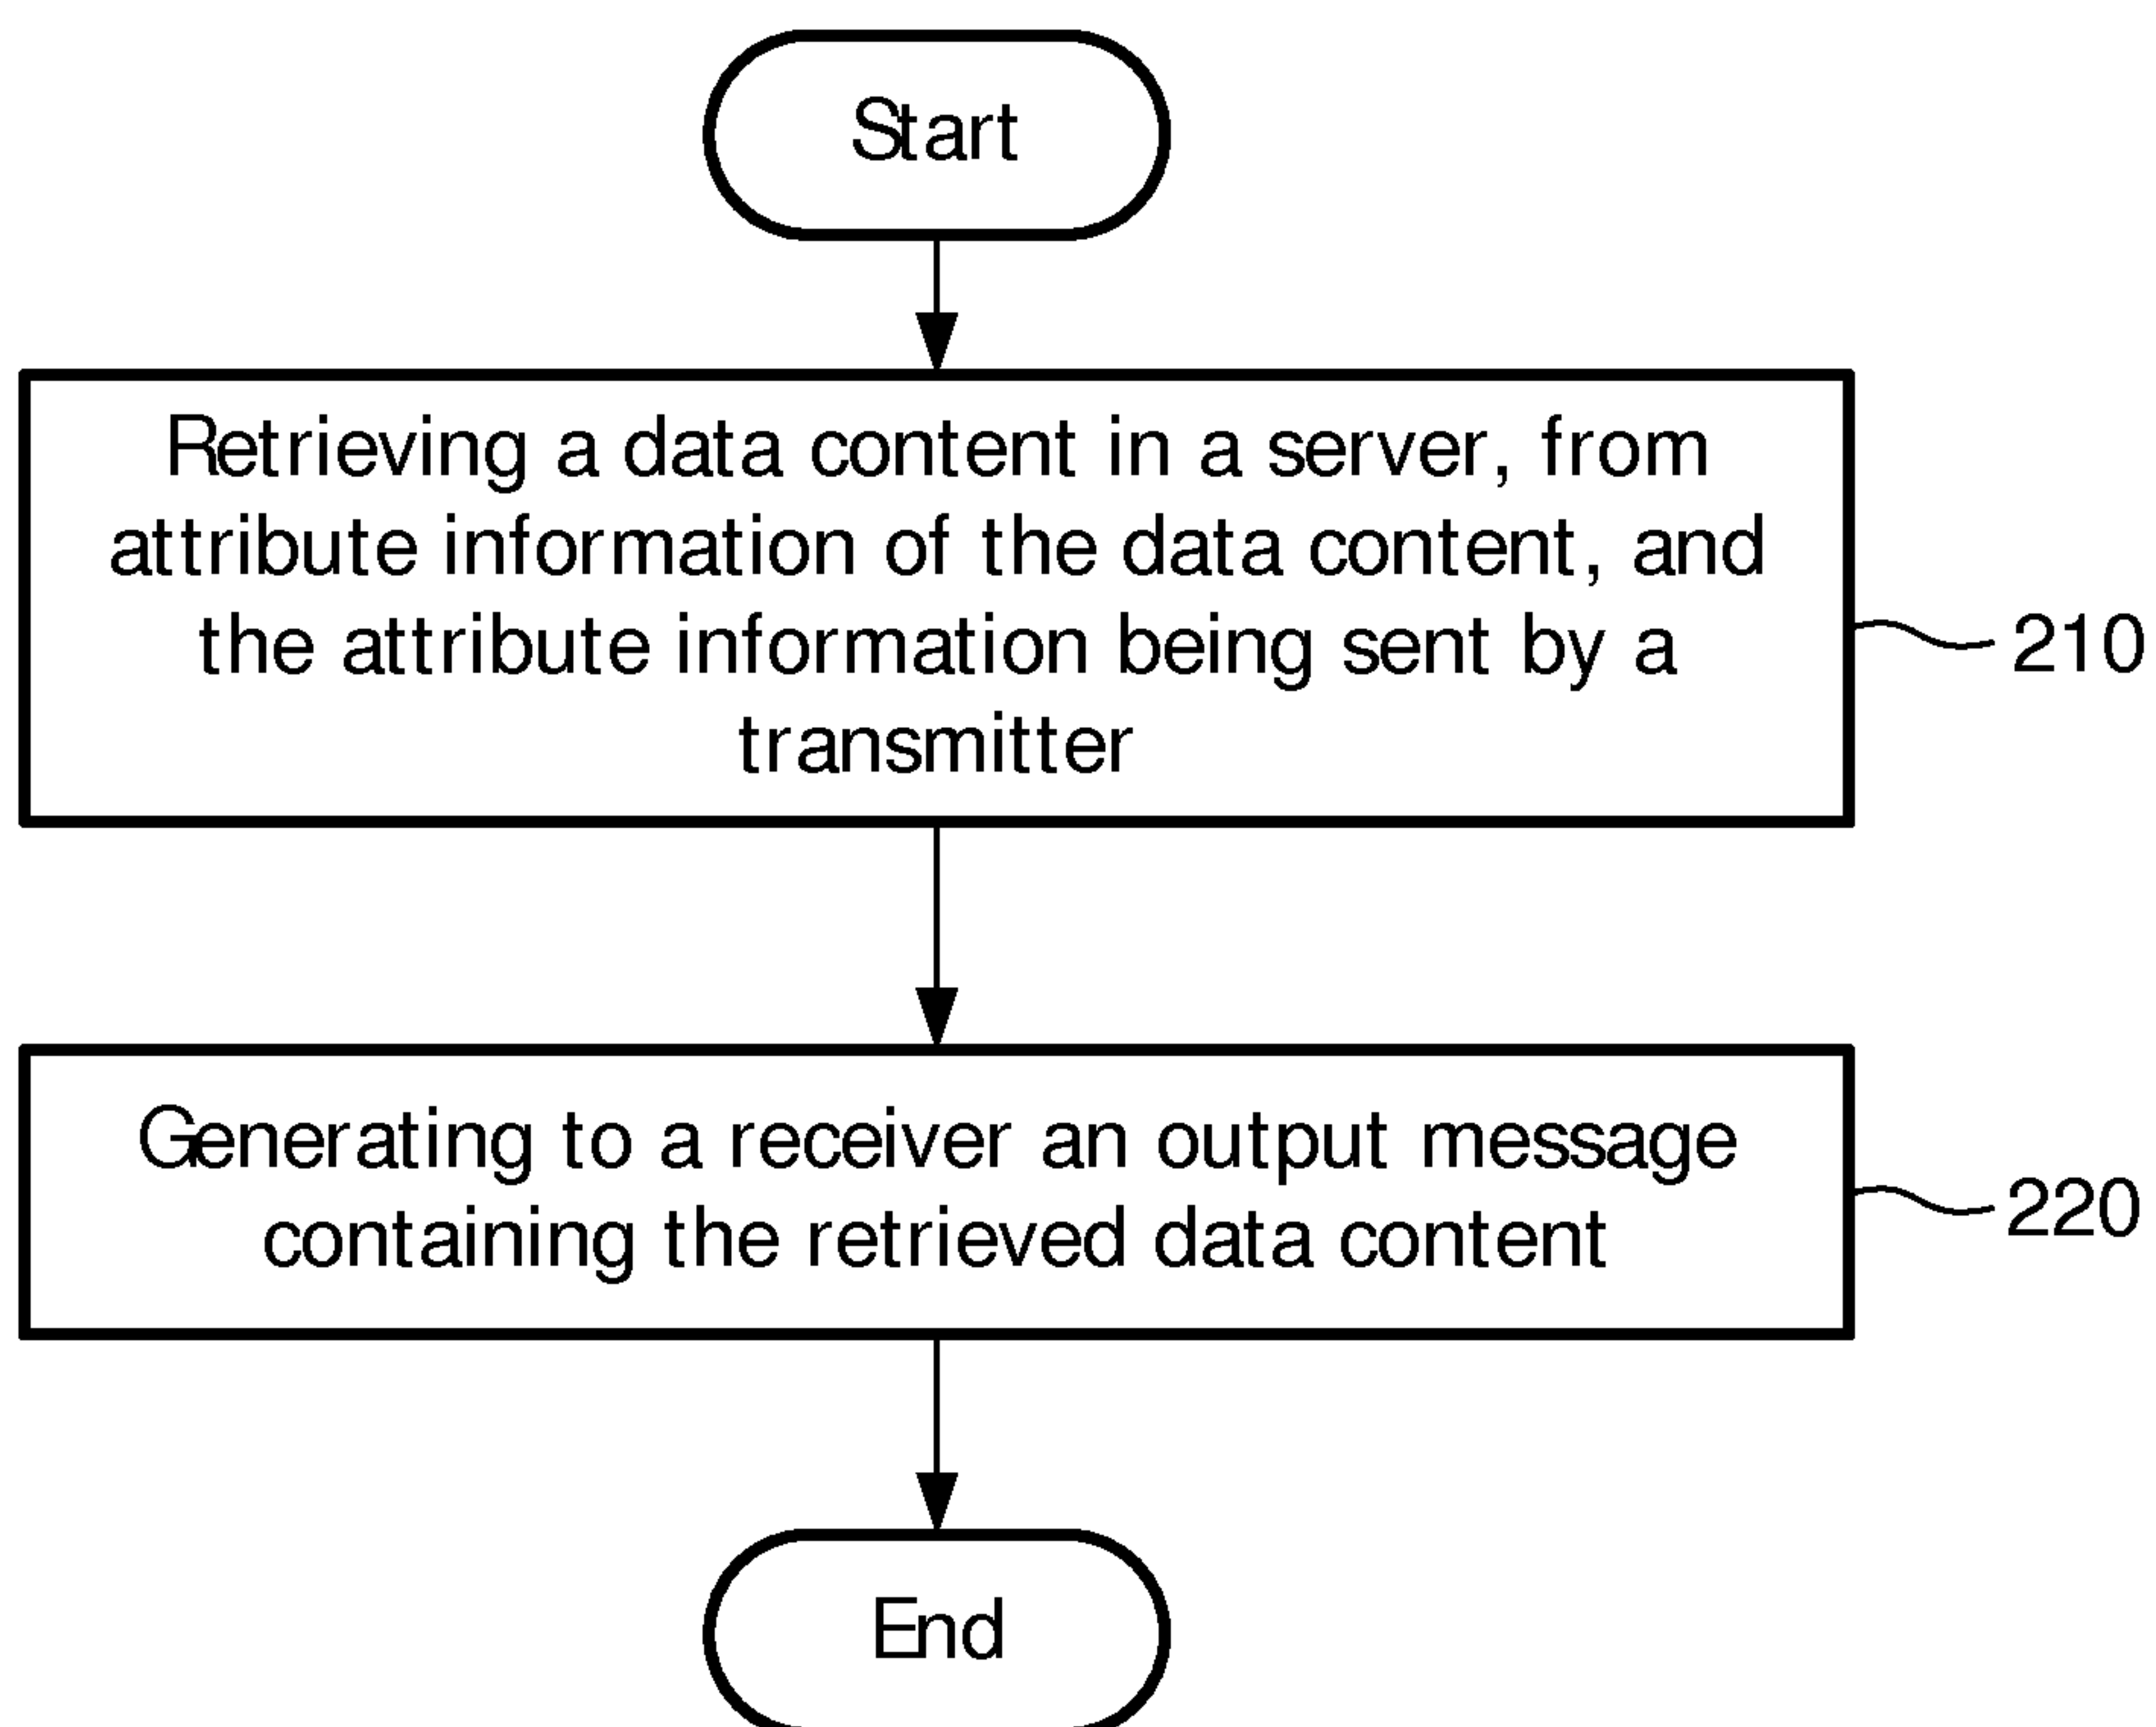 Start
Retrieving a data content in a server, from
attribute information of the data content, and
the attribute information being sent by a
transmitter
210
Generating to a receiver an output message
containing the retrieved data content
220
End